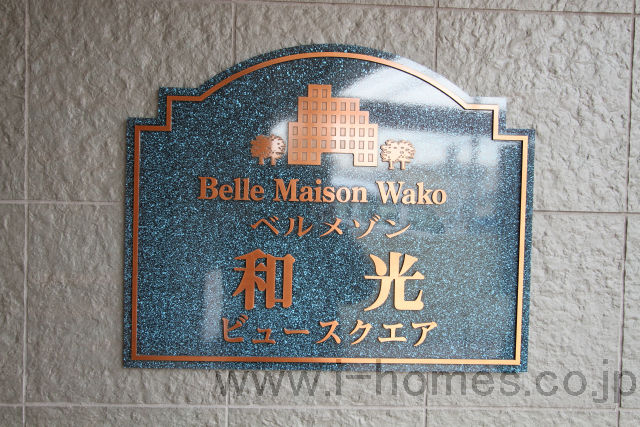 Belle Maison Wako
ベルメゾン
和 光
ビュースクエア
www.i-homes.co.jp